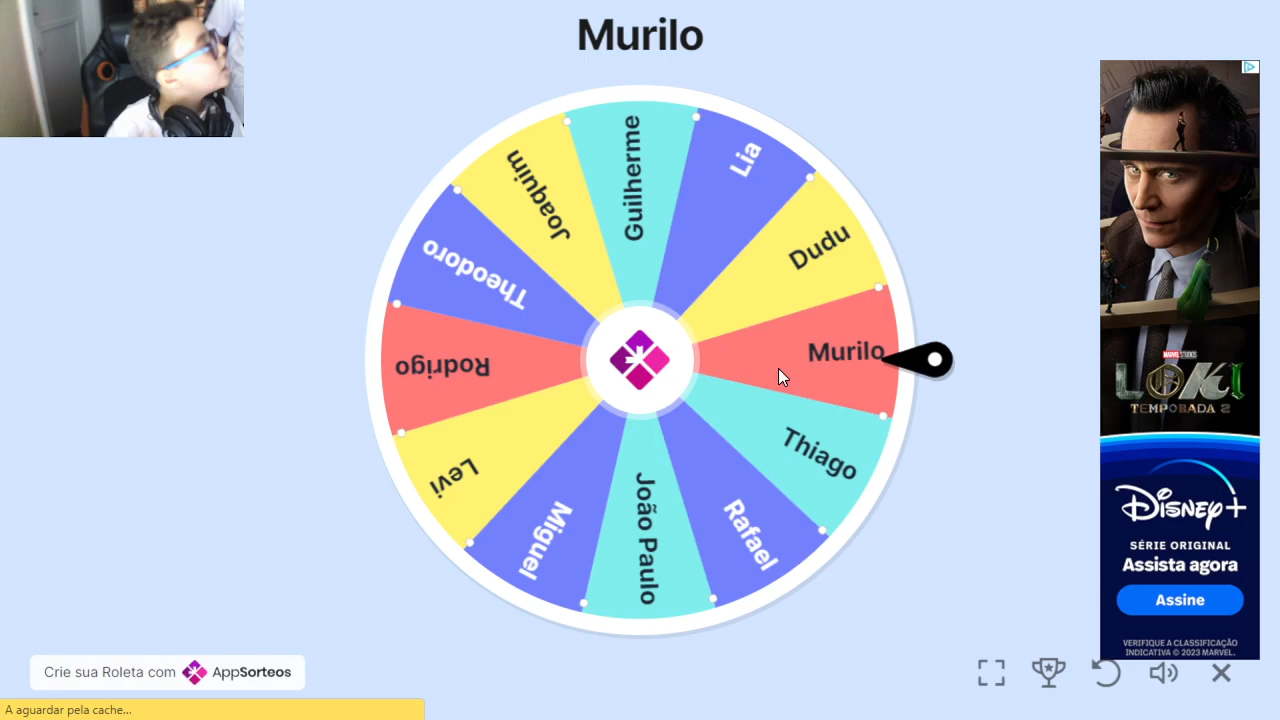 Murilo
Guilherme
Lia
Dudu
Murilo
Thiago
Rafael
João Paulo
Miguel
Levi
Rodrigo
Theodoro
Joaquim
MARVEL STUDIOS
LOKI
TEMPORADA 2
Disney+
SÉRIE ORIGINAL
Assista agora
Assine
VERIFIQUE A CLASSIFICAÇÃO
INDICATIVA © 2023 MARVEL.
Crie sua Roleta com AppSorteos
A aguardar pela cache...